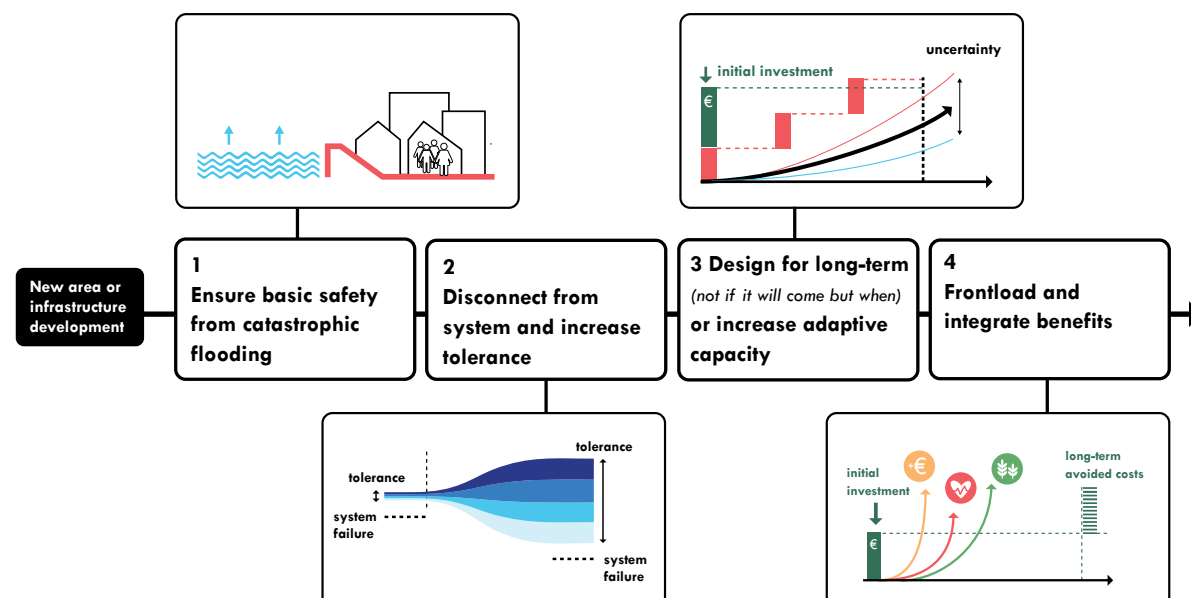 New area or
infrastructure
development
1
Ensure basic safety
from catastrophic
flooding
2
Disconnect from
system and increase
tolerance
3 Design for long-term
(not if it will come but when)
or increase adaptive
capacity
4
Frontload and
integrate benefits
uncertainty
initial investment
€
tolerance
system
failure
tolerance
system
failure
initial
investment
€
+€
long-term
avoided costs